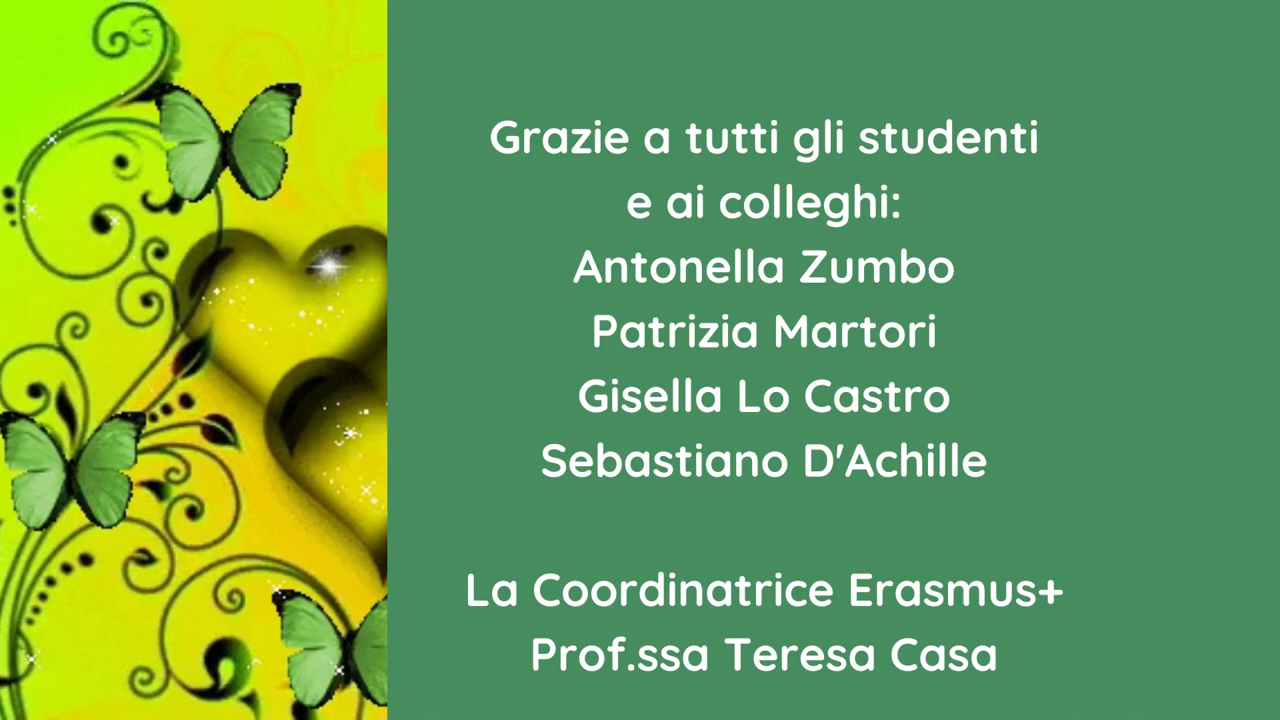 Grazie a tutti gli studenti
e ai colleghi:
Antonella Zumbo
Patrizia Martori
Gisella Lo Castro
Sebastiano D'Achille
La Coordinatrice Erasmus+
Prof.ssa Teresa Casa